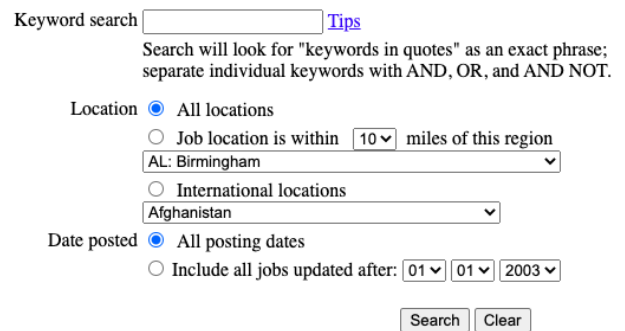 Keyword search Tips
Search will look for "keywords in quotes" as an exact phrase;
separate individual keywords with AND, OR, and AND NOT.
Location All locations
Job location is within 10 miles of this region
AL: Birmingham
International locations
Afghanistan
Date posted All posting dates
Include all jobs updated after: 01 01 2003
Search Clear